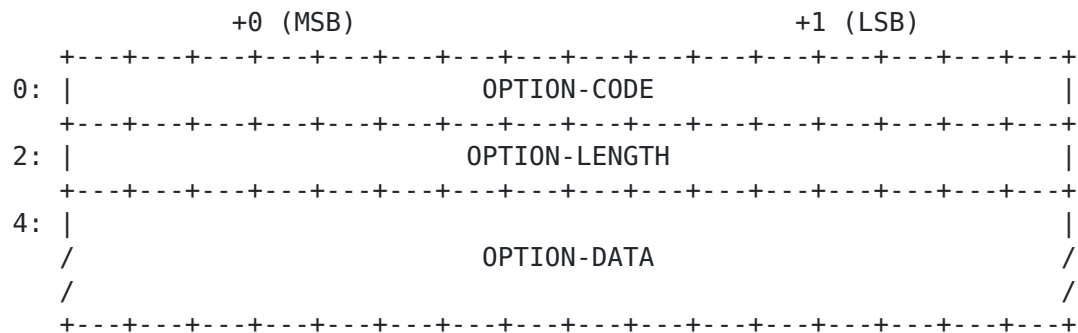 +0 (MSB)                            +1 (LSB)
   +---+---+---+---+---+---+---+---+---+---+---+---+---+---+---+---+
0: |                          OPTION-CODE                          |
   +---+---+---+---+---+---+---+---+---+---+---+---+---+---+---+---+
2: |                         OPTION-LENGTH                         |
   +---+---+---+---+---+---+---+---+---+---+---+---+---+---+---+---+
4: |                                                               |
   /                          OPTION-DATA                          /
   /                                                               /
   +---+---+---+---+---+---+---+---+---+---+---+---+---+---+---+---+